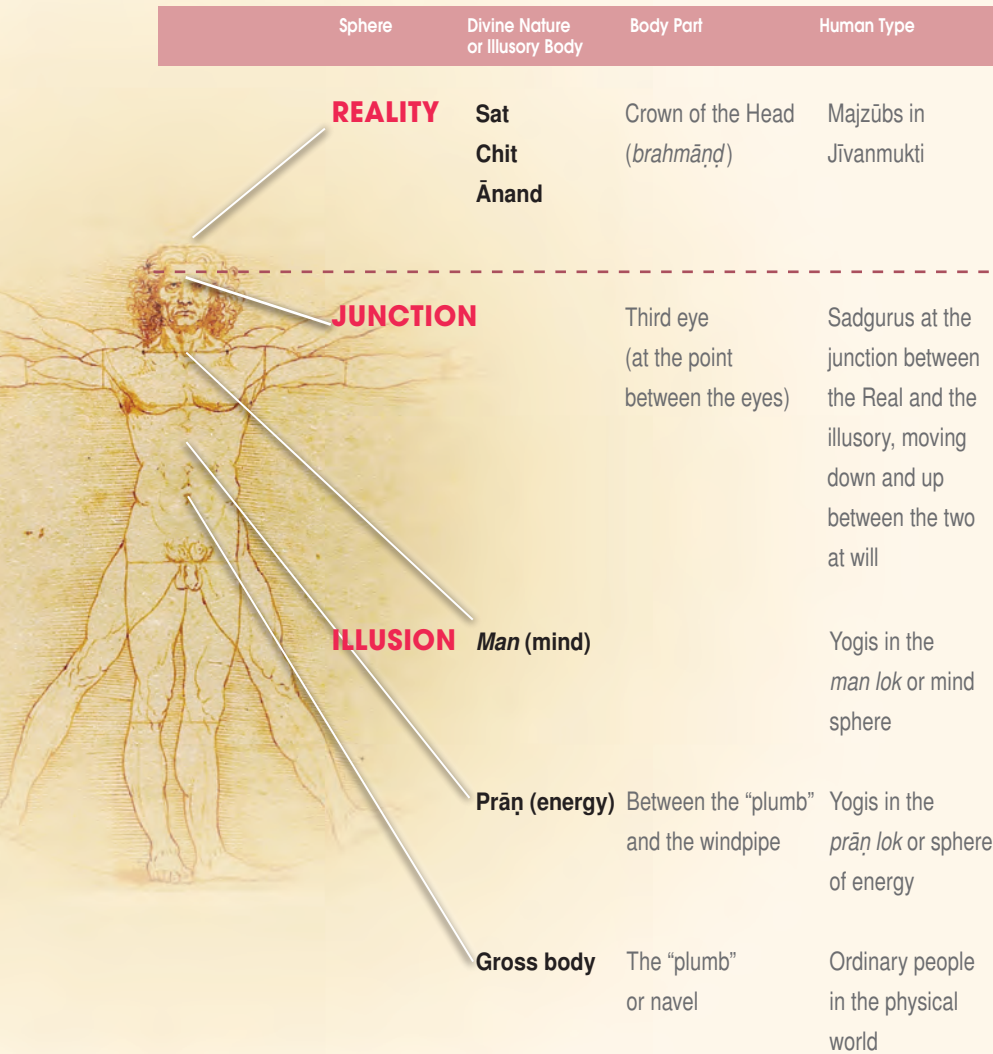 Sphere
Divine Nature
or Illusory Body
Body Part
Human Type
REALITY
Sat
Chit
Ānand
Crown of the Head
(brahmāṇḍ)
Majzūbs in
Jīvanmukti
JUNCTION
Third eye
(at the point
between the eyes)
Sadgurus at the
junction between
the Real and the
illusory, moving
down and up
between the two
at will
ILLUSION
Man (mind)
Yogis in the
man lok or mind
sphere
Prāṇ (energy)
Between the “plumb”
and the windpipe
Yogis in the
prāṇ lok or sphere
of energy
Gross body
The “plumb”
or navel
Ordinary people
in the physical
world